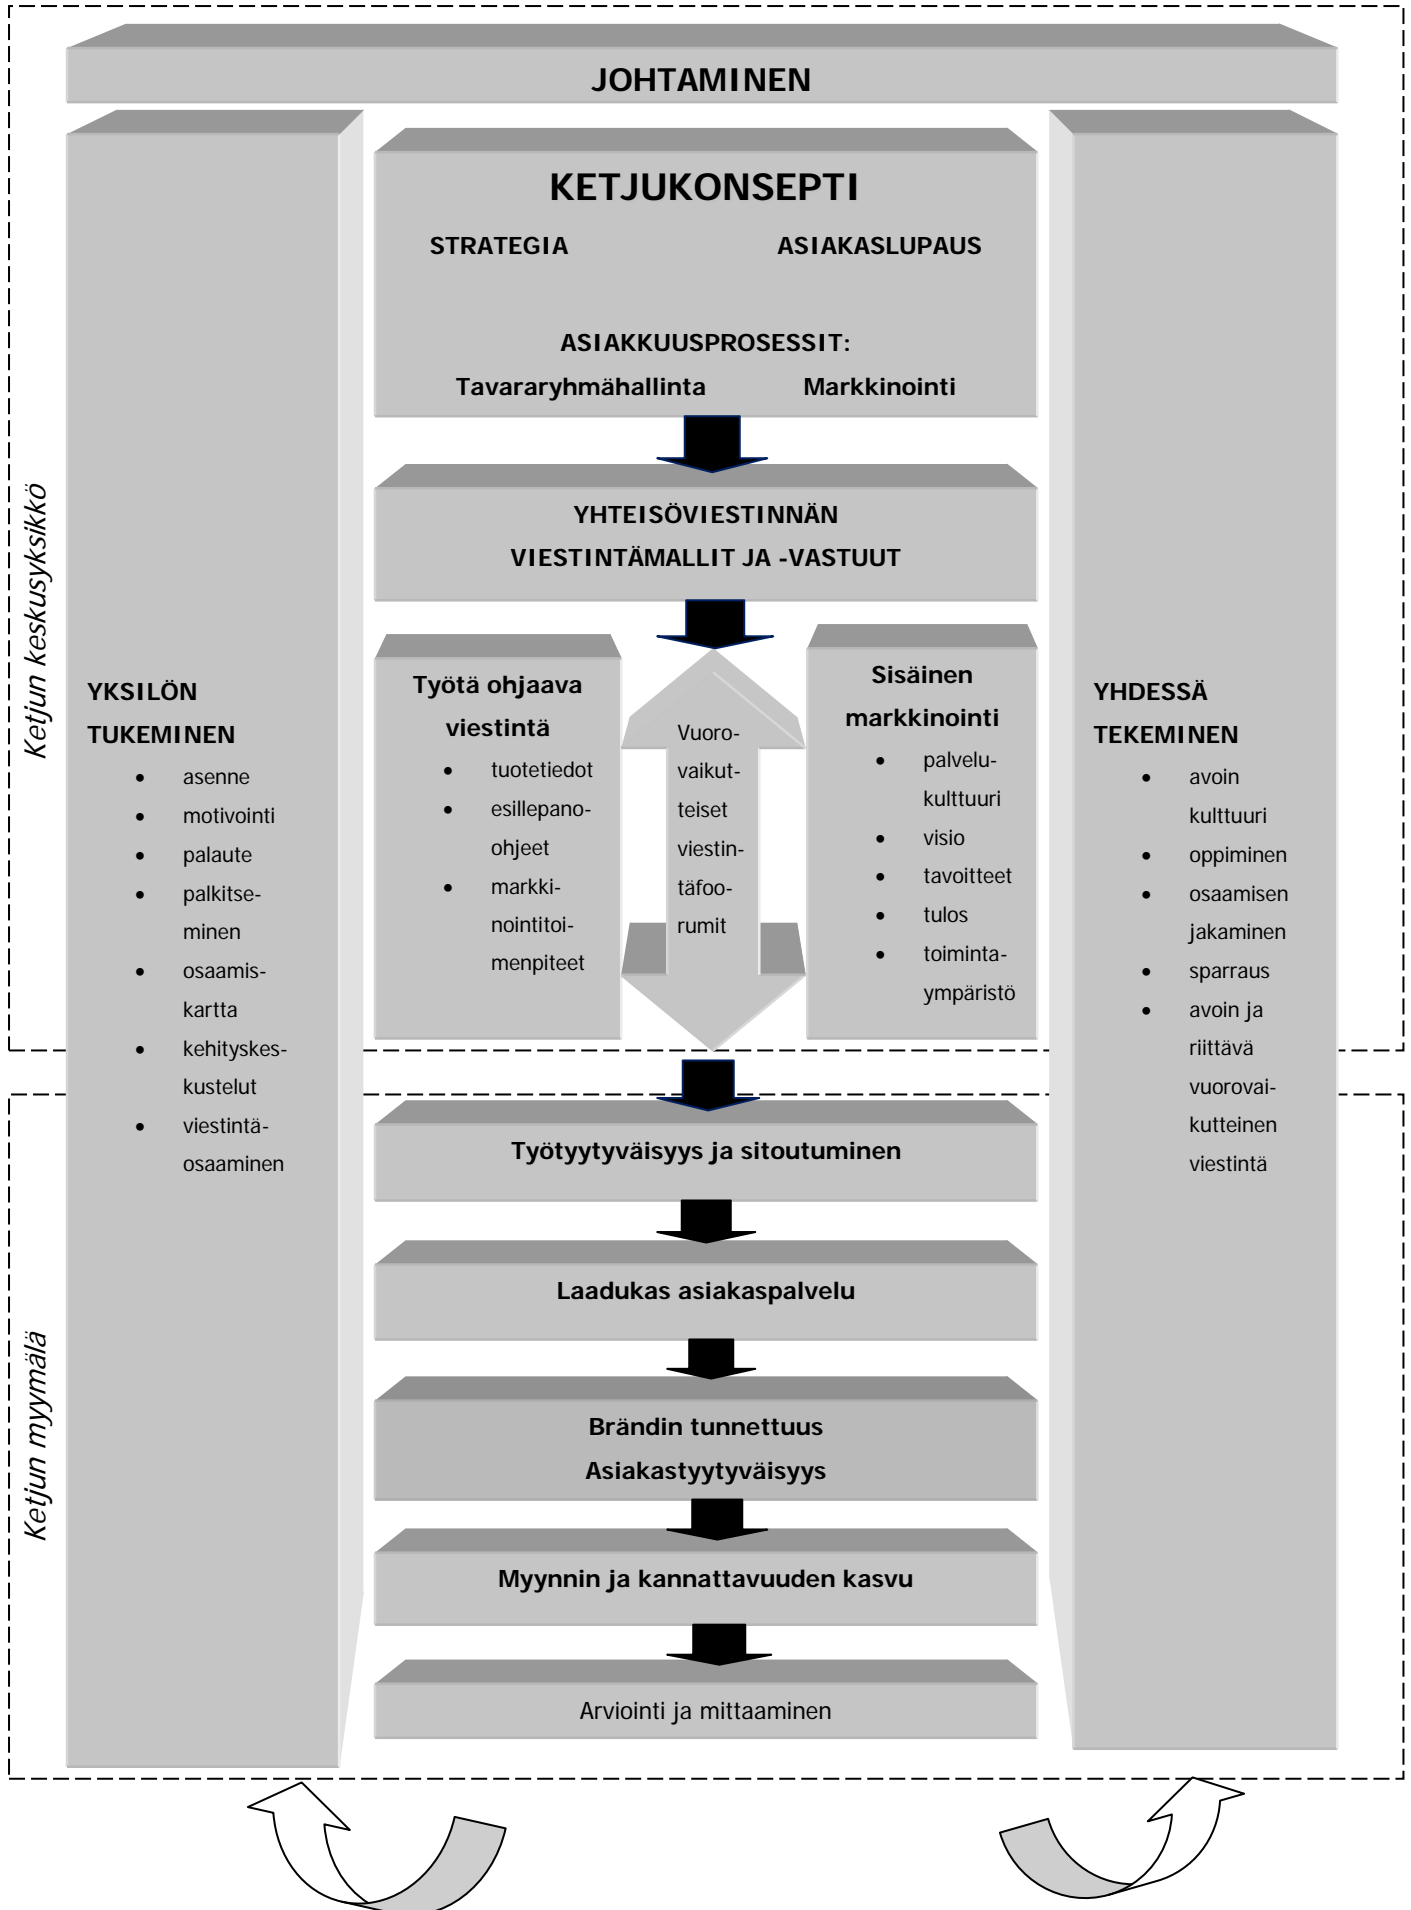 JOHTAMINEN
KETJUKONSEPTI
STRATEGIA ASIAKASLUPAUS
ASIAKKUUSPROSESSIT:
Tavararyhmähallinta Markkinointi
Ketjun keskusyksikkö
YHTEISÖVIESTINNÄN
VIESTINTÄMALLIT JA -VASTUUT
YKSILÖN
TUKEMINEN
• asenne
• motivointi
• palaute
• palkitse-
minen
• osaamis-
kartta
• kehityskes-
kustelut
• viestintä-
osaaminen
Työtä ohjaava
viestintä
• tuotetiedot
• esillepano-
ohjeet
• markki-
nointitoi-
menpiteet
Vuoro-
vaikut-
teiset
viestin-
täfoo-
rumit
Sisäinen
markkinointi
• palvelu-
kulttuuri
• visio
• tavoitteet
• tulos
• toiminta-
ympäristö
YHDESSÄ
TEKEMINEN
• avoin
kulttuuri
• oppiminen
• osaamisen
jakaminen
• sparraus
• avoin ja
riittävä
vuorovai-
kutteinen
viestintä
Ketjun myymälä
Työtyytyväisyys ja sitoutuminen
Laadukas asiakaspalvelu
Brändin tunnettuus
Asiakastyytyväisyys
Myynnin ja kannattavuuden kasvu
Arviointi ja mittaaminen